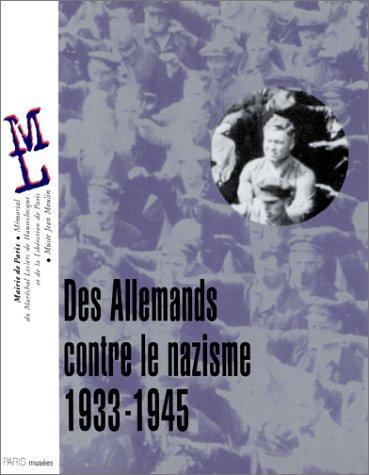 ML
Mairie de Paris • Mémorial
du Maréchal Leclerc de Hauteclocque
et de la Libération de Paris
• Musée Jean Moulin
Des Allemands
contre le nazisme
1933-1945
PARIS musées